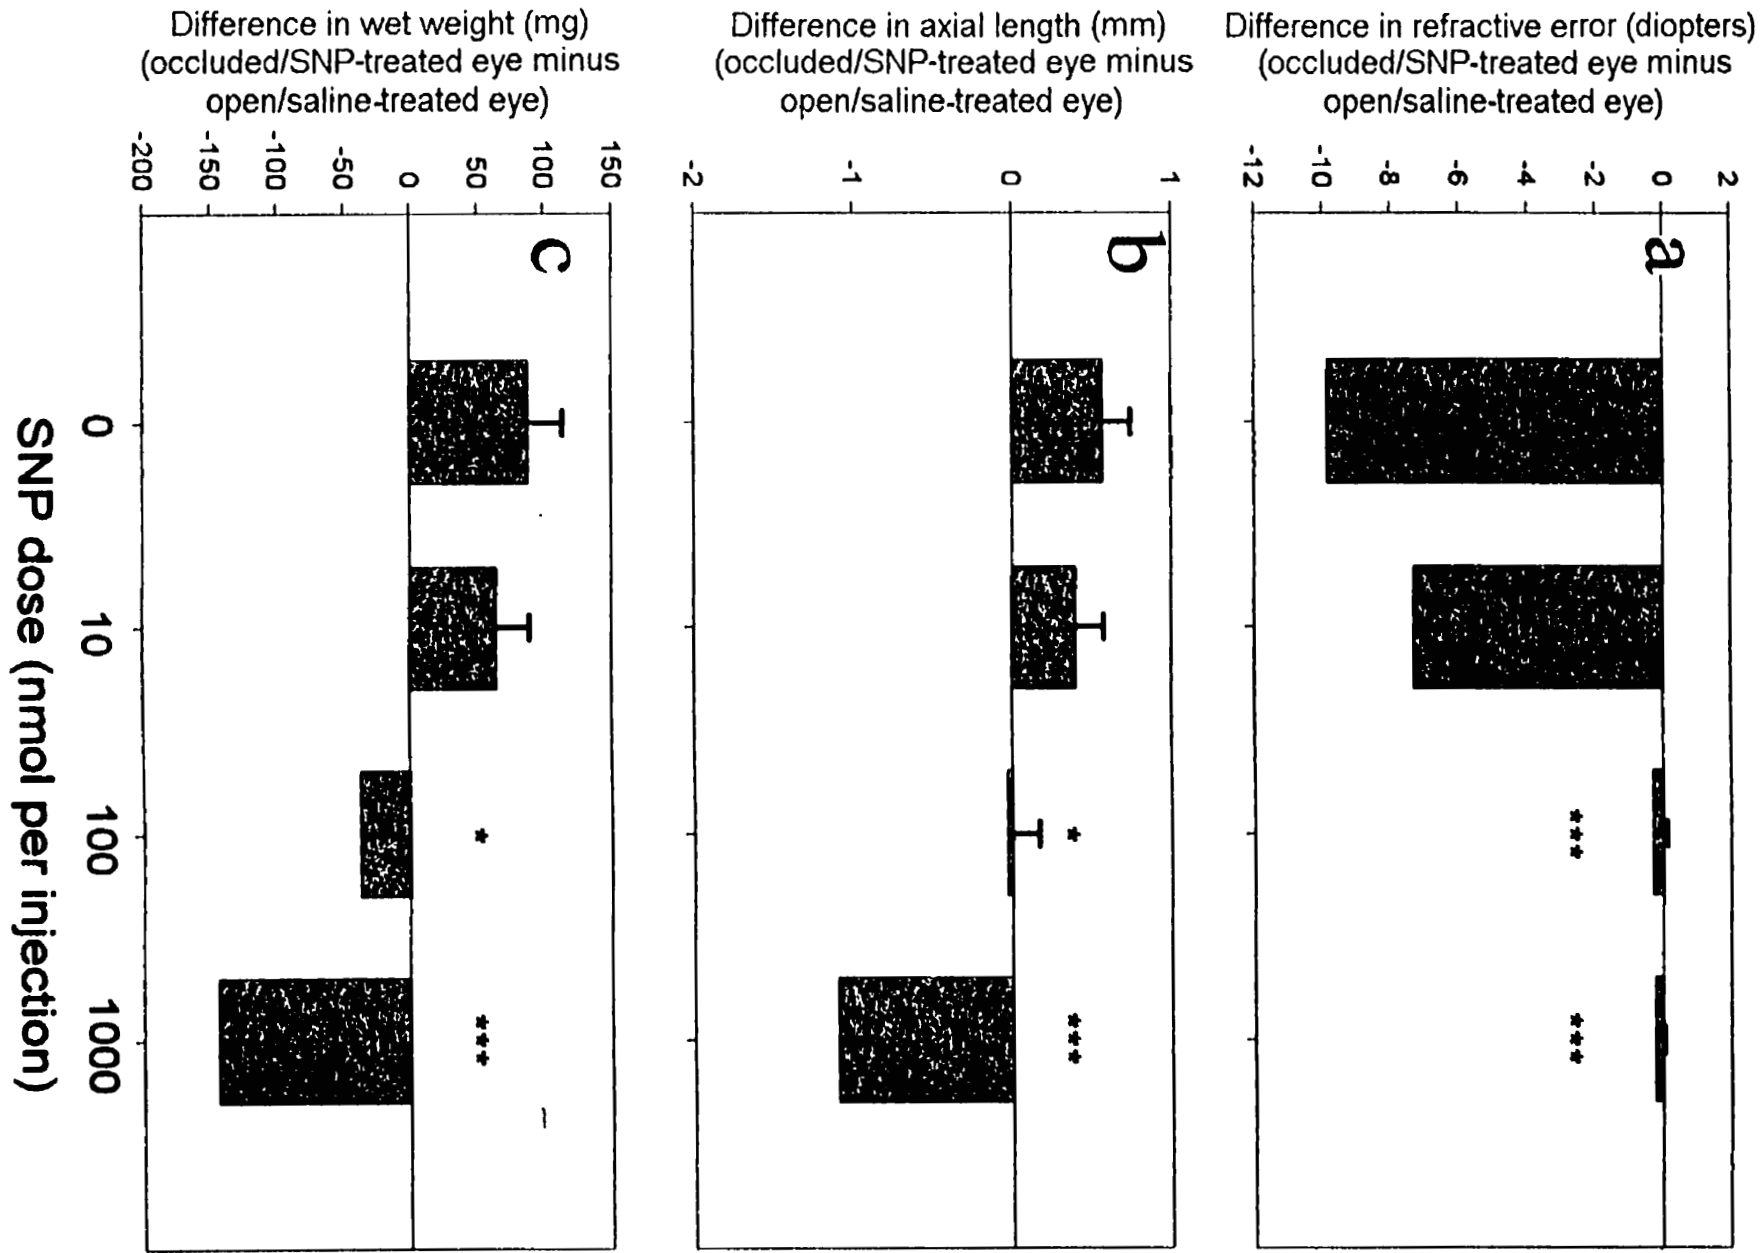 Difference in refractive error (diopters)
(occluded/SNP-treated eye minus
open/saline-treated eye)
2
0
-2
-4
-6
-8
-10
-12
a
***
***
Difference in axial length (mm)
(occluded/SNP-treated eye minus
open/saline-treated eye)
1
0
-1
-2
b
*
***
Difference in wet weight (mg)
(occluded/SNP-treated eye minus
open/saline-treated eye)
150
100
50
0
-50
-100
-150
-200
c
*
***
0
10
100
1000
SNP dose (nmol per injection)